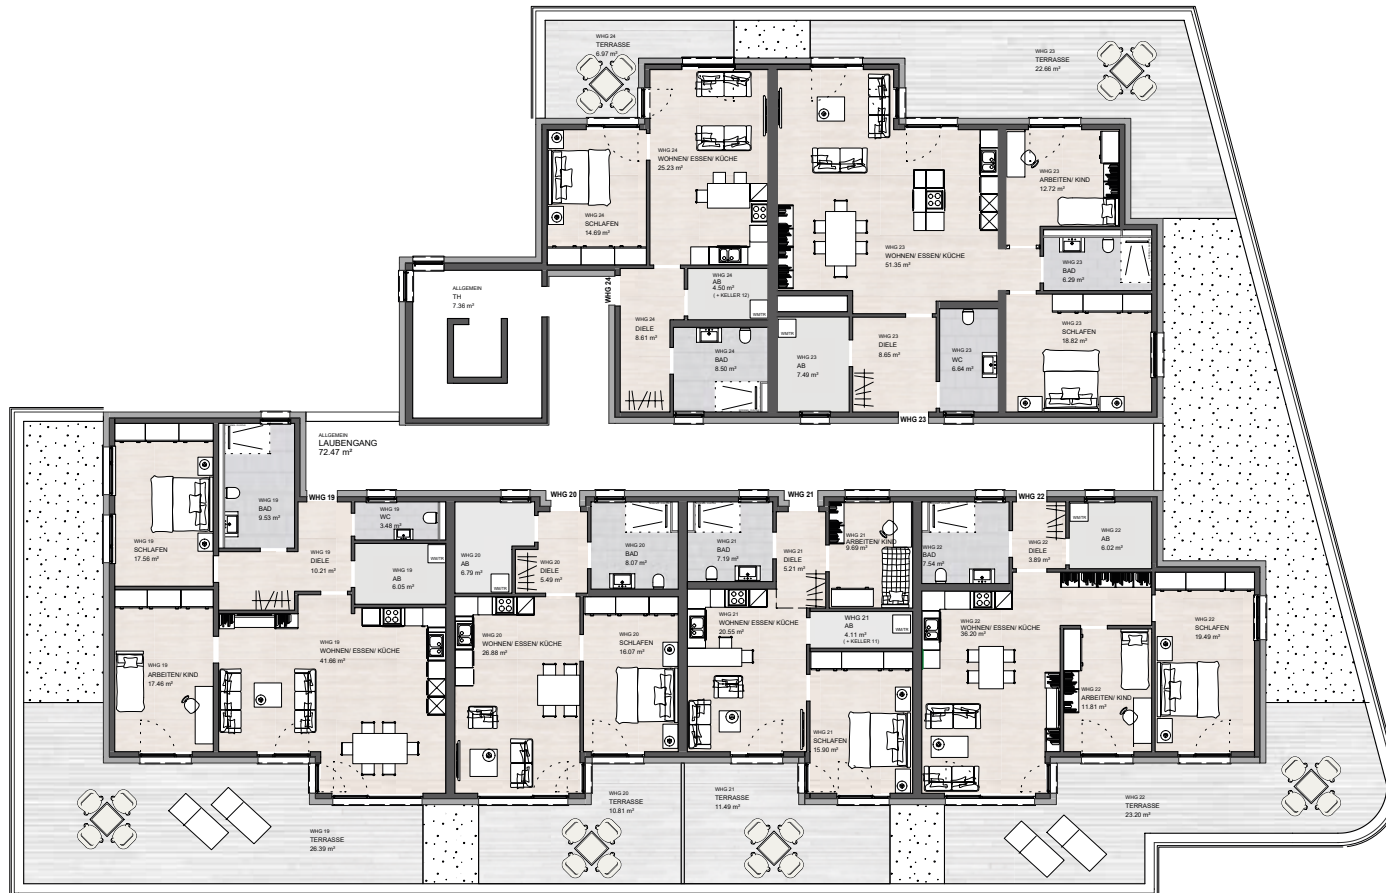 WHG 24
TERRASSE
6.97 m²
WHG 23
TERRASSE
22.66 m²
WHG 24
WOHNEN/ ESSEN/ KÜCHE
25.23 m²
WHG 24
SCHLAFEN
14.69 m²
WHG 23
ARBEITEN/ KIND
12.72 m²
WHG 23
WOHNEN/ ESSEN/ KÜCHE
51.35 m²
WHG 23
BAD
6.29 m²
ALLGEMEIN
TH
7.36 m²
WHG 24
WHG 24
AB
4.50 m²
( + KELLER 12)
WM/TR
WHG 24
DIELE
8.61 m²
WHG 24
BAD
8.50 m²
WM/TR
WHG 23
AB
7.49 m²
WHG 23
DIELE
8.65 m²
WHG 23
WC
6.64 m²
WHG 23
SCHLAFEN
18.82 m²
WHG 23
ALLGEMEIN
LAUBENGANG
72.47 m²
WHG 19
WHG 20
WHG 21
WHG 22
WHG 19
SCHLAFEN
17.56 m²
WHG 19
BAD
9.53 m²
WHG 19
WC
3.48 m²
WHG 19
DIELE
10.21 m²
WHG 19
AB
6.05 m²
WM/TR
WHG 20
AB
6.79 m²
WM/TR
WHG 20
DIELE
5.49 m²
WHG 20
BAD
8.07 m²
WHG 21
BAD
7.19 m²
WHG 21
DIELE
5.21 m²
WHG 21
ARBEITEN/ KIND
9.69 m²
WHG 22
BAD
7.54 m²
WHG 22
DIELE
3.89 m²
WM/TR
WHG 22
AB
6.02 m²
WHG 19
ARBEITEN/ KIND
17.46 m²
WHG 19
WOHNEN/ ESSEN/ KÜCHE
41.66 m²
WHG 20
WOHNEN/ ESSEN/ KÜCHE
26.88 m²
WHG 20
SCHLAFEN
16.07 m²
WHG 21
WOHNEN/ ESSEN/ KÜCHE
20.55 m²
WHG 21
AB
4.11 m²
( + KELLER 11)
WM/TR
WHG 22
WOHNEN/ ESSEN/ KÜCHE
36.20 m²
WHG 22
SCHLAFEN
19.49 m²
WHG 22
ARBEITEN/ KIND
11.81 m²
WHG 21
SCHLAFEN
15.90 m²
WHG 19
TERRASSE
26.39 m²
WHG 20
TERRASSE
10.81 m²
WHG 21
TERRASSE
11.49 m²
WHG 22
TERRASSE
23.20 m²